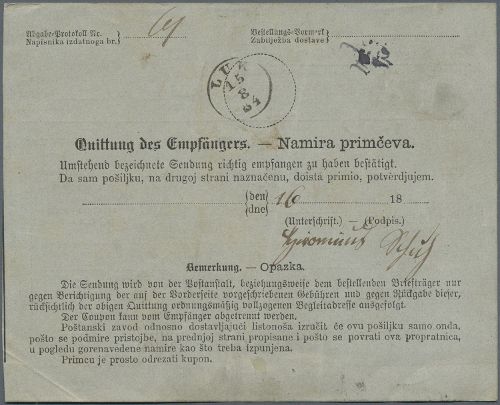 Abgabe-Protokoll Nr.
Napisnika izdatnoga br.
Bestellungs-Vormerk
Zabilježba dostave
15
8
Quittung des Empfängers. — Namira primčeva.
Umstehend bezeichnete Sendung richtig empfangen zu haben bestätigt.
Da sam pošiljku, na drugoj strani naznačenu, doista primio, potvèrdjujem.
den
dne
16
18
(Unterschrift.) — (Podpis.)
Bemerkung. — Opazka.
Die Sendung wird von der Postanstalt, beziehungsweise dem bestellenden Briefträger nur
gegen Berichtigung der auf der Vorderseite vorgeschriebenen Gebühren und gegen Rückgabe dieser,
rücksichtlich der obigen Quittung ordnungsmäßig vollzogenen Begleitadresse ausgefolgt.
Der Coupon kann vom Empfänger abgetrennt werden.
Poštanski zavod odnosno dostavljajući listonoša izračit će ovu pošiljku samo onda,
pošto se podmire pristojbe, na prednjoj strani propisane i pošto se povrati ova propratnica,
u pogledu gorenavedene namire kao što treba izpunjena.
Primcu je prosto odrezati kupon.